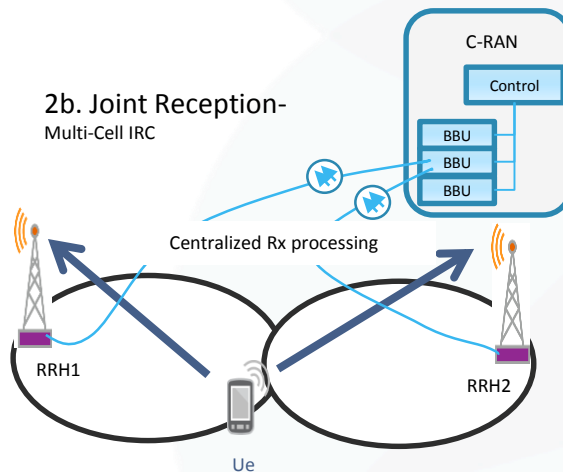 C-RAN
Control
2b. Joint Reception-
Multi-Cell IRC
BBU
BBU
BBU
Centralized Rx processing
RRH1
RRH2
Ue